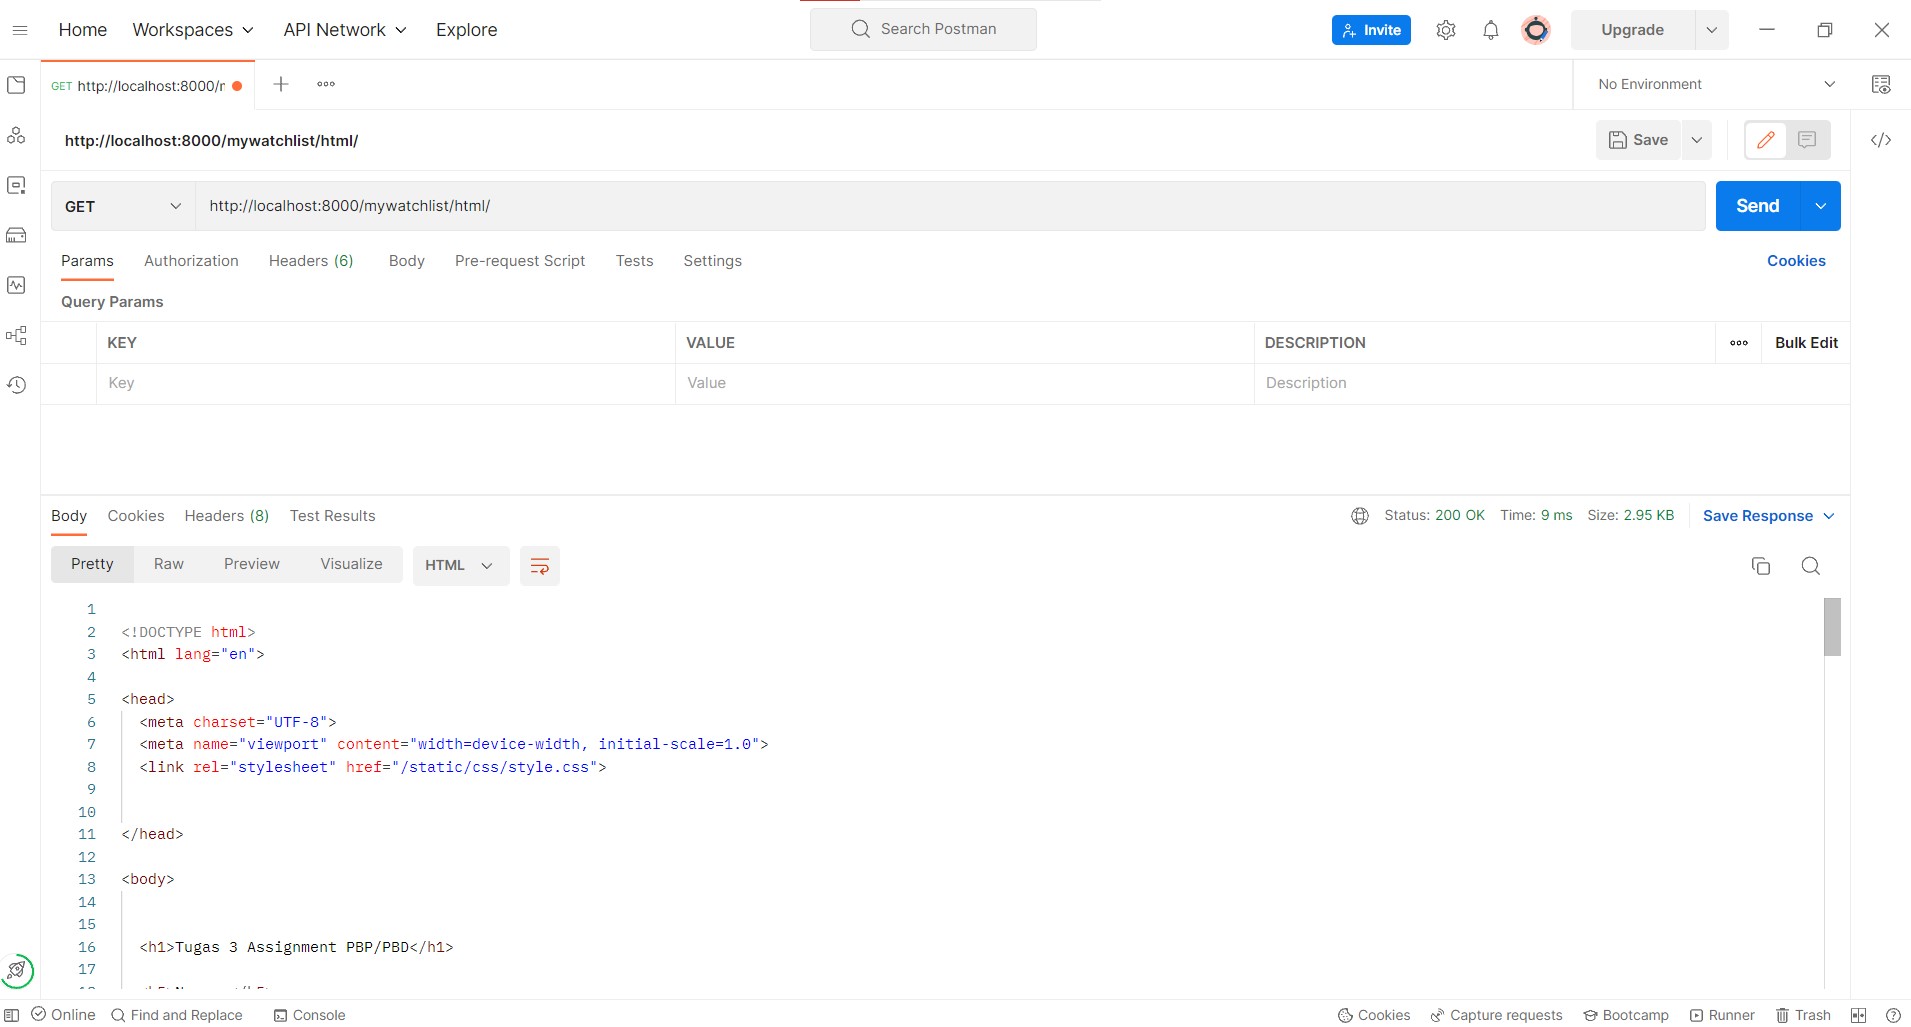 Home Workspaces API Network Explore Search Postman Invite Upgrade
GET http://localhost:8000/ No Environment
http://localhost:8000/mywatchlist/html/ Save
GET http://localhost:8000/mywatchlist/html/ Send
Params Authorization Headers (6) Body Pre-request Script Tests Settings Cookies
Query Params
KEY VALUE DESCRIPTION Bulk Edit
Key Value Description
Body Cookies Headers (8) Test Results Status: 200 OK Time: 9 ms Size: 2.95 KB Save Response
Pretty Raw Preview Visualize HTML
1
2 <!DOCTYPE html>
3 <html lang="en">
4
5 <head>
6 <meta charset="UTF-8">
7 <meta name="viewport" content="width=device-width, initial-scale=1.0">
8 <link rel="stylesheet" href="/static/css/style.css">
9
10
11 </head>
12
13 <body>
14
15
16 <h1>Tugas 3 Assignment PBP/PBD</h1>
17
Online Find and Replace Console Cookies Capture requests Bootcamp Runner Trash